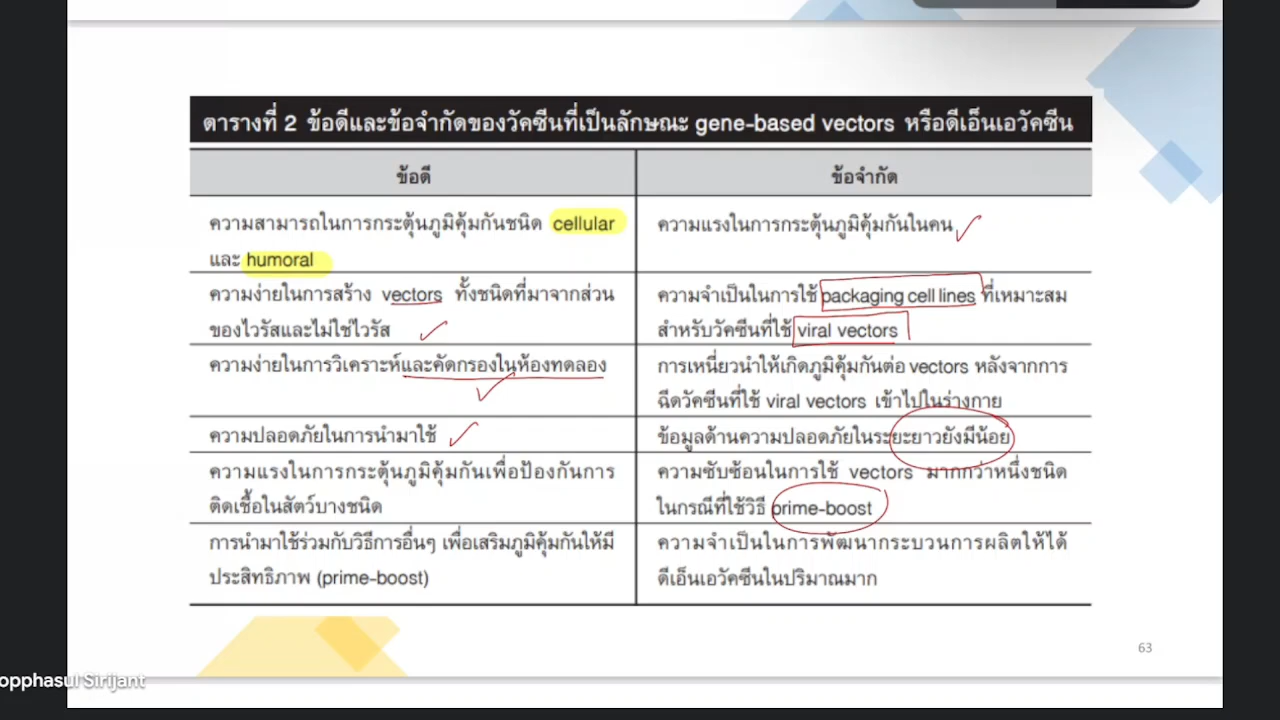 ตารางที่ 2 ข้อดีและข้อจำกัดของวัคซีนที่เป็นลักษณะ gene-based vectors หรือดีเอ็นเอวัคซีน
ข้อดี
ข้อจำกัด
ความสามารถในการกระตุ้นภูมิคุ้มกันชนิด cellular
และ humoral
ความแรงในการกระตุ้นภูมิคุ้มกันในคน
ความง่ายในการสร้าง vectors ทั้งชนิดที่มาจากส่วน
ของไวรัสและไม่ใช่ไวรัส
ความจำเป็นในการใช้ packaging cell lines ที่เหมาะสม
สำหรับวัคซีนที่ใช้ viral vectors
ความง่ายในการวิเคราะห์และคัดกรองในห้องทดลอง
การเหนี่ยวนำให้เกิดภูมิคุ้มกันต่อ vectors หลังจากการ
ฉีดวัคซีนที่ใช้ viral vectors เข้าไปในร่างกาย
ความปลอดภัยในการนำมาใช้
ข้อมูลด้านความปลอดภัยในระยะยาวยังมีน้อย
ความแรงในการกระตุ้นภูมิคุ้มกันเพื่อป้องกันการ
ติดเชื้อในสัตว์บางชนิด
ความซับซ้อนในการใช้ vectors มากกว่าหนึ่งชนิด
ในกรณีที่ใช้วิธี prime-boost
การนำมาใช้ร่วมกับวิธีการอื่นๆ เพื่อเสริมภูมิคุ้มกันให้มี
ประสิทธิภาพ (prime-boost)
ความจำเป็นในการพัฒนากระบวนการผลิตให้ได้
ดีเอ็นเอวัคซีนในปริมาณมาก
63
opphasul Sirijant